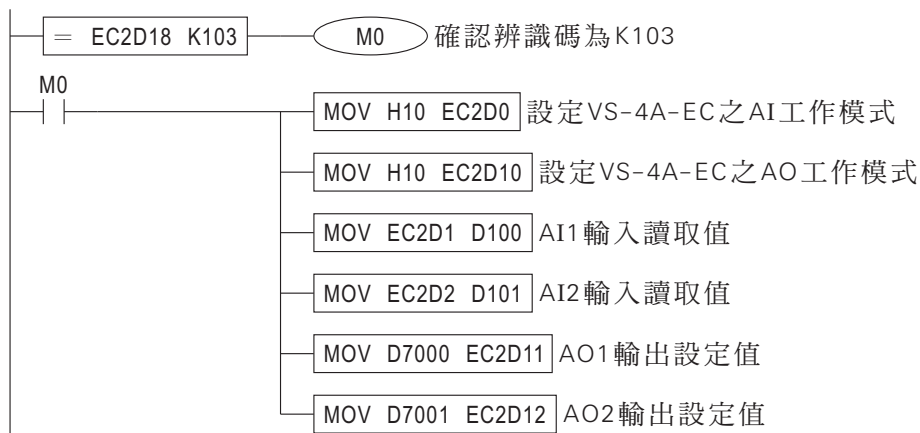 = EC2D18 K103 M0 確認辨識碼為K103
M0
MOV H10 EC2D0 設定VS-4A-EC之AI工作模式
MOV H10 EC2D10 設定VS-4A-EC之AO工作模式
MOV EC2D1 D100 AI1輸入讀取值
MOV EC2D2 D101 AI2輸入讀取值
MOV D7000 EC2D11 AO1輸出設定值
MOV D7001 EC2D12 AO2輸出設定值